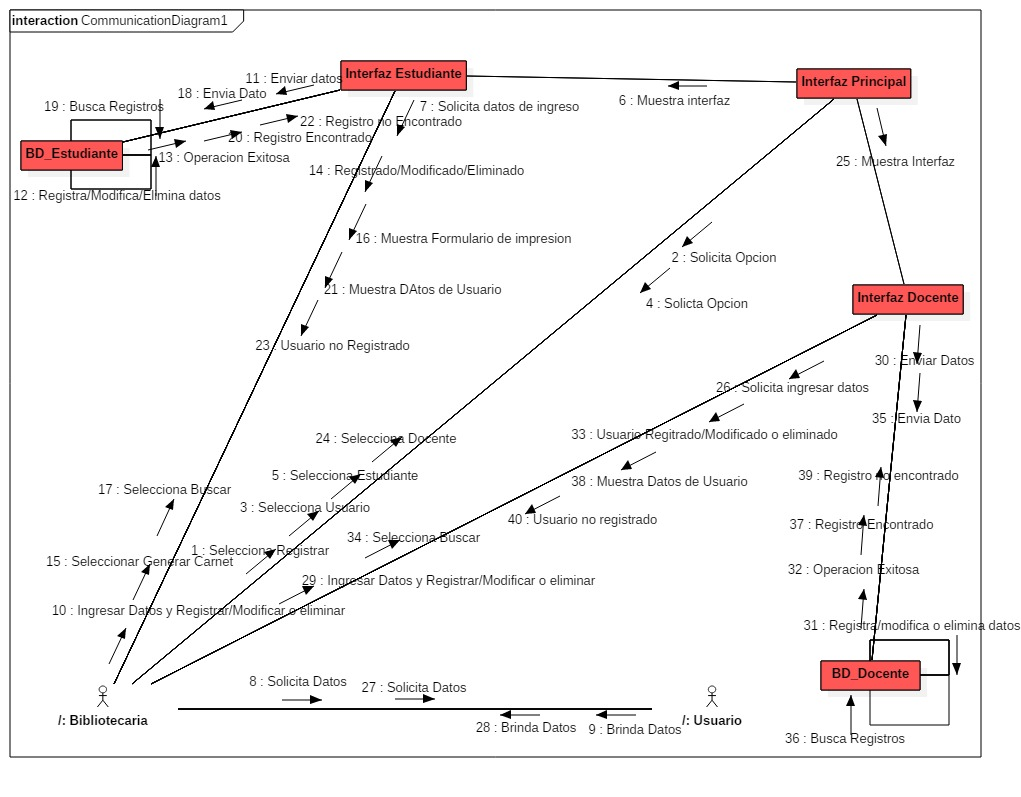 interaction CommunicationDiagram1
Interfaz Estudiante
Interfaz Principal
11 : Enviar datos
18 : Envia Dato
19 : Busca Registros
7 : Solicita datos de ingreso
6 : Muestra interfaz
22 : Registro no Encontrado
20 : Registro Encontrado
BD_Estudiante
13 : Operacion Exitosa
25 : Muestra Interfaz
14 : Registrado/Modificado/Eliminado
12 : Registra/Modifica/Elimina datos
16 : Muestra Formulario de impresion
2 : Solicita Opcion
21 : Muestra DAtos de Usuario
4 : Solicta Opcion
Interfaz Docente
23 : Usuario no Registrado
30 : Enviar Datos
26 : Solicita ingresar datos
35 : Envia Dato
24 : Selecciona Docente
33 : Usuario Regitrado/Modificado o eliminado
5 : Selecciona Estudiante
39 : Registro no encontrado
38 : Muestra Datos de Usuario
17 : Selecciona Buscar
3 : Selecciona Usuario
40 : Usuario no registrado
37 : Registro Encontrado
34 : Selecciona Buscar
1 : Selecciona Registrar
15 : Seleccionar Generar Carnet
32 : Operacion Exitosa
29 : Ingresar Datos y Registrar/Modificar o eliminar
10 : Ingresar Datos y Registrar/Modificar o eliminar
31 : Registra/modifica o elimina datos
BD_Docente
8 : Solicita Datos
27 : Solicita Datos
/: Bibliotecaria
/: Usuario
28 : Brinda Datos
9 : Brinda Datos
36 : Busca Registros